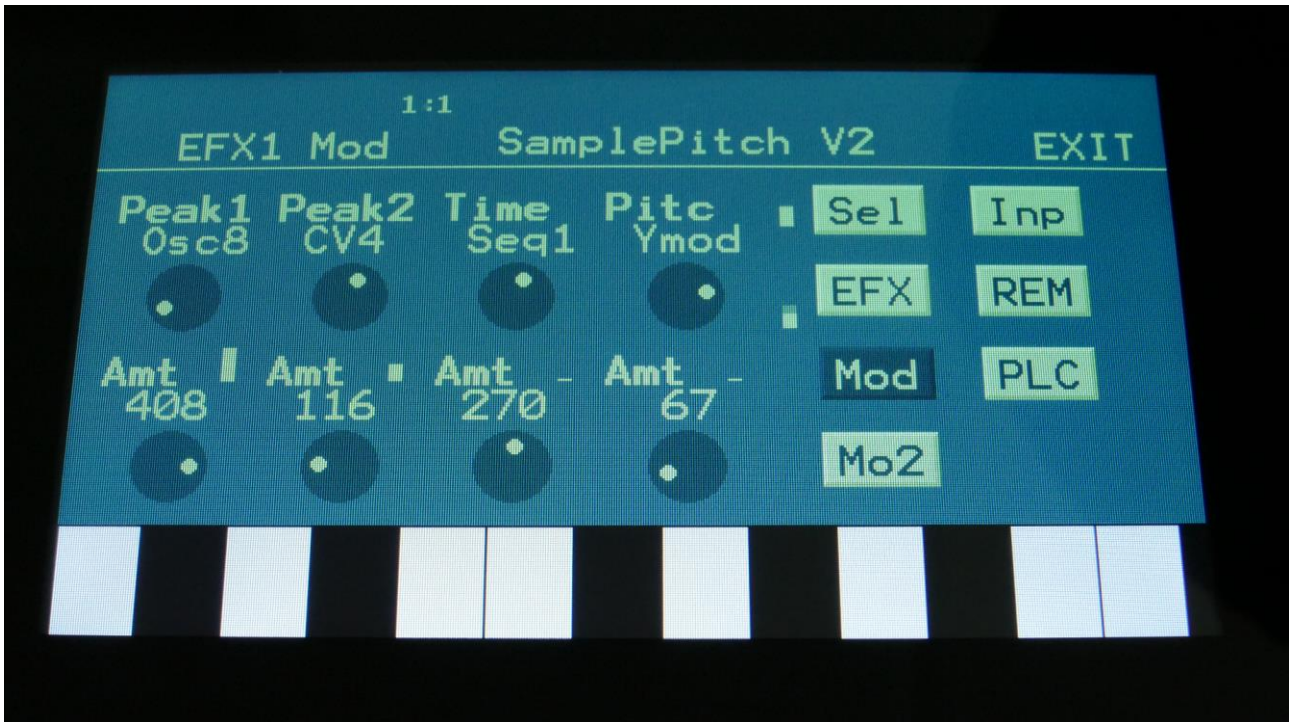 1:1
EFX1 Mod SamplePitch V2 EXIT
Peak1 Peak2 Time Pitc Sel Inp
Osc8 CV4 Seq1 Ymod
EFX REM
Amt Amt Amt Amt Mod PLC
408 116 270 67
Mo2